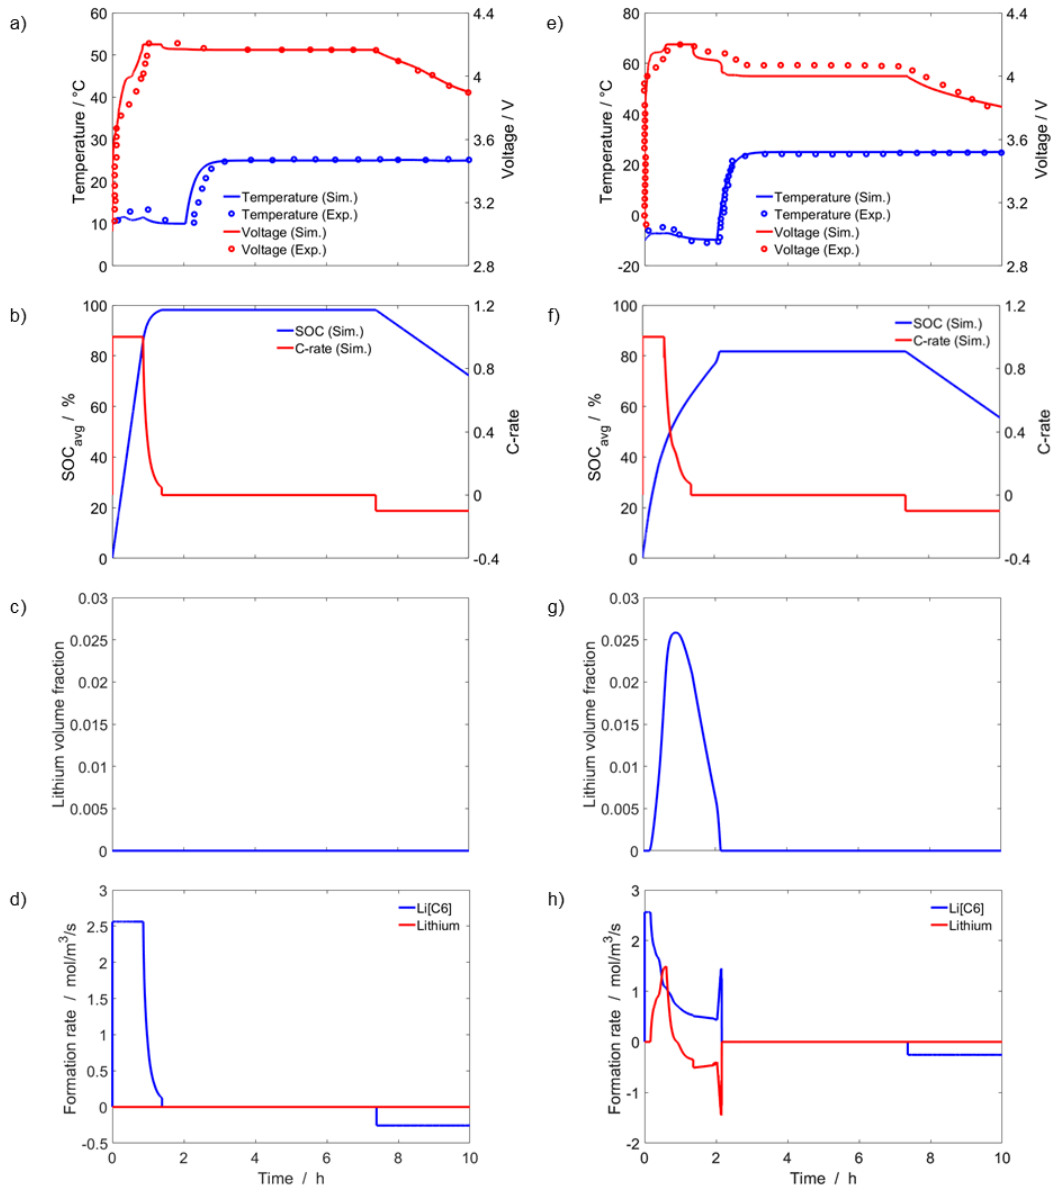 a)
60
50
40
30
20
10
0
Temperature / °C
4.4
4
3.6
3.2
2.8
Voltage / V
Temperature (Sim.)
Temperature (Exp.)
Voltage (Sim.)
Voltage (Exp.)
e)
80
60
40
20
0
-20
Temperature / °C
4.4
4
3.6
3.2
2.8
Voltage / V
Temperature (Sim.)
Temperature (Exp.)
Voltage (Sim.)
Voltage (Exp.)
b)
100
80
60
40
20
0
SOCavg / %
1.2
0.8
0.4
0
-0.4
C-rate
SOC (Sim.)
C-rate (Sim.)
f)
100
80
60
40
20
0
SOCavg / %
1.2
0.8
0.4
0
-0.4
C-rate
SOC (Sim.)
C-rate (Sim.)
c)
0.03
0.025
0.02
0.015
0.01
0.005
0
Lithium volume fraction
g)
0.03
0.025
0.02
0.015
0.01
0.005
0
Lithium volume fraction
d)
3
2.5
2
1.5
1
0.5
0
-0.5
Formation rate / mol/m³/s
Li[C6]
Lithium
0 2 4 6 8 10
Time / h
h)
3
2
1
0
-1
-2
Formation rate / mol/m³/s
Li[C6]
Lithium
0 2 4 6 8 10
Time / h